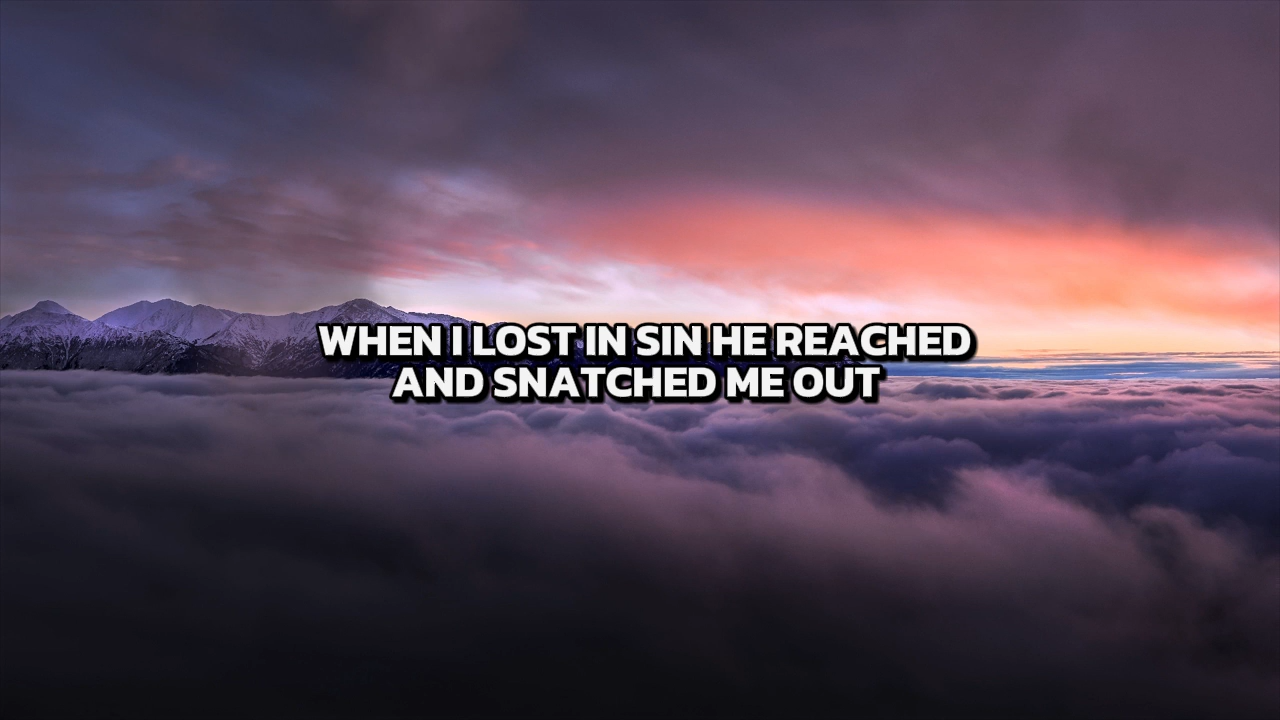 WHEN I LOST IN SIN HE REACHED
AND SNATCHED ME OUT